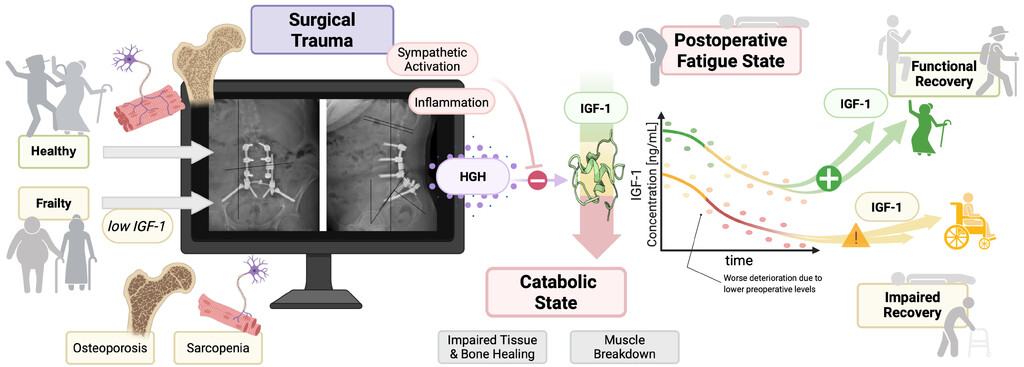 Surgical
Trauma
Sympathetic
Activation
Inflammation
Healthy
Frailty
low IGF-1
Osteoporosis
Sarcopenia
HGH
IGF-1
Catabolic
State
Impaired Tissue
& Bone Healing
Muscle
Breakdown
Postoperative
Fatigue State
Functional
Recovery
IGF-1
Concentration [ng/mL]
time
Worse deterioration due to
lower preoperative levels
IGF-1
IGF-1
!
Impaired
Recovery